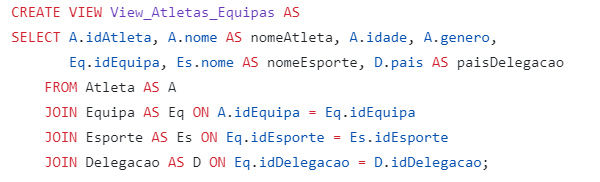 CREATE VIEW View_Atletas_Equipas AS
SELECT A.idAtleta, A.nome AS nomeAtleta, A.idade, A.genero,
Eq.idEquipa, Es.nome AS nomeEsporte, D.pais AS paisDelegacao
FROM Atleta AS A
JOIN Equipa AS Eq ON A.idEquipa = Eq.idEquipa
JOIN Esporte AS Es ON Eq.idEsporte = Es.idEsporte
JOIN Delegacao AS D ON Eq.idDelegacao = D.idDelegacao;